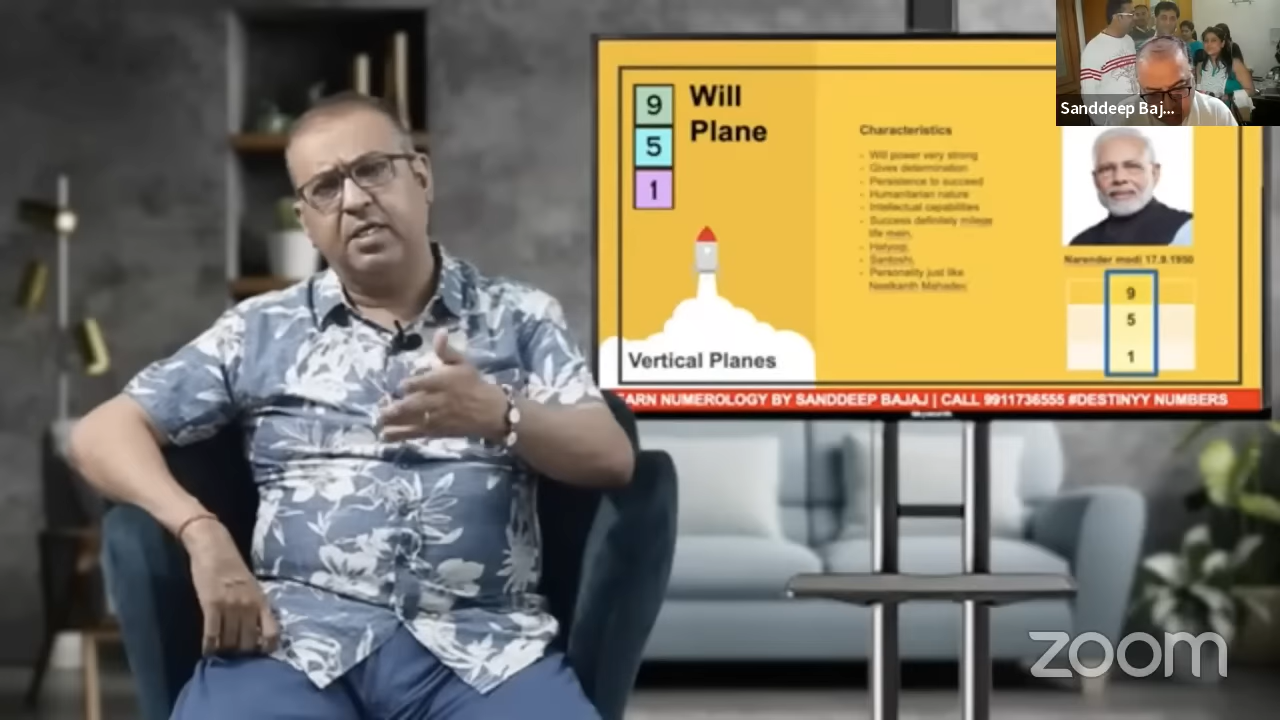 9
5
1
Will
Plane
Characteristics
- Will power very strong
- Gives determination
- Persistence to succeed
- Humanitarian nature
- Intellectual capabilities
- Success definitely
life mein,
- Santoshi,
- Personality just like
Neelkanth Mahadev
Narender modi 17.9.1950
9
5
1
Vertical Planes
EARN NUMEROLOGY BY SANDDEEP BAJAJ | CALL 9911736555 #DESTINYY NUMBERS
Sanddeep Baj...
zoom